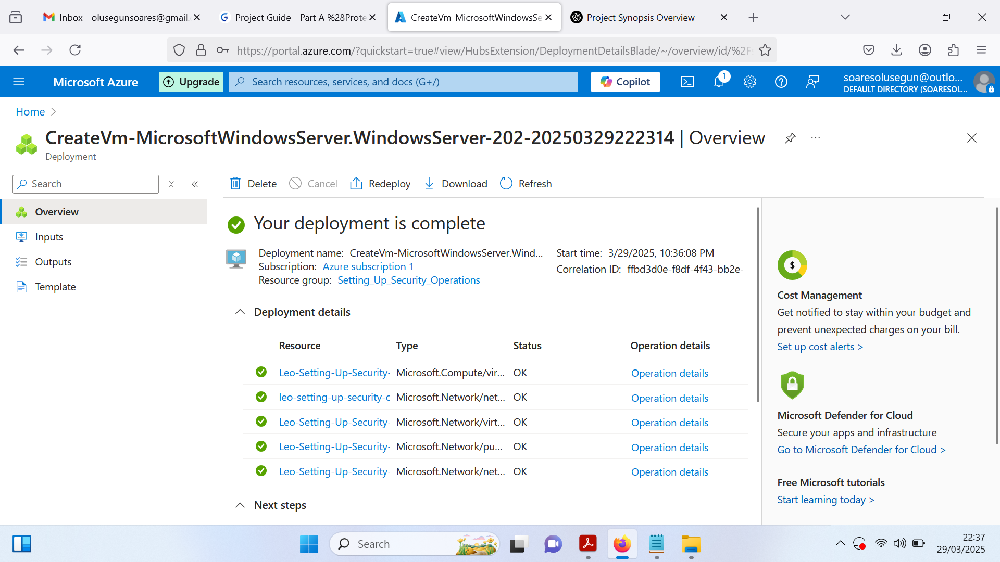 Inbox - olusegunsoares@gmail.c
Project Guide - Part A %28Prote
CreateVm-MicrosoftWindowsSe
Project Synopsis Overview
https://portal.azure.com/?quickstart=true#view/HubsExtension/DeploymentDetailsBlade/~/overview/id/%2Fs
Microsoft Azure
Upgrade
Search resources, services, and docs (G+/)
Copilot
1
soaresolusegun@outlo...
DEFAULT DIRECTORY (SOARESOL...
Home
CreateVm-MicrosoftWindowsServer.WindowsServer-202-20250329222314 | Overview
Deployment
Search
Delete
Cancel
Redeploy
Download
Refresh
Overview
Inputs
Outputs
Template
Your deployment is complete
Deployment name: CreateVm-MicrosoftWindowsServer.Wind...
Subscription: Azure subscription 1
Resource group: Setting_Up_Security_Operations
Start time: 3/29/2025, 10:36:08 PM
Correlation ID: ffbd3d0e-f8df-4f43-bb2e-
Deployment details
Resource Type Status Operation details
Leo-Setting-Up-Security- Microsoft.Compute/vir... OK Operation details
leo-setting-up-security-c Microsoft.Network/net... OK Operation details
Leo-Setting-Up-Security- Microsoft.Network/virt... OK Operation details
Leo-Setting-Up-Security- Microsoft.Network/pu... OK Operation details
Leo-Setting-Up-Security- Microsoft.Network/net... OK Operation details
Next steps
$
Cost Management
Get notified to stay within your budget and
prevent unexpected charges on your bill.
Set up cost alerts >
Microsoft Defender for Cloud
Secure your apps and infrastructure
Go to Microsoft Defender for Cloud >
Free Microsoft tutorials
Start learning today >
Search
22:37
29/03/2025